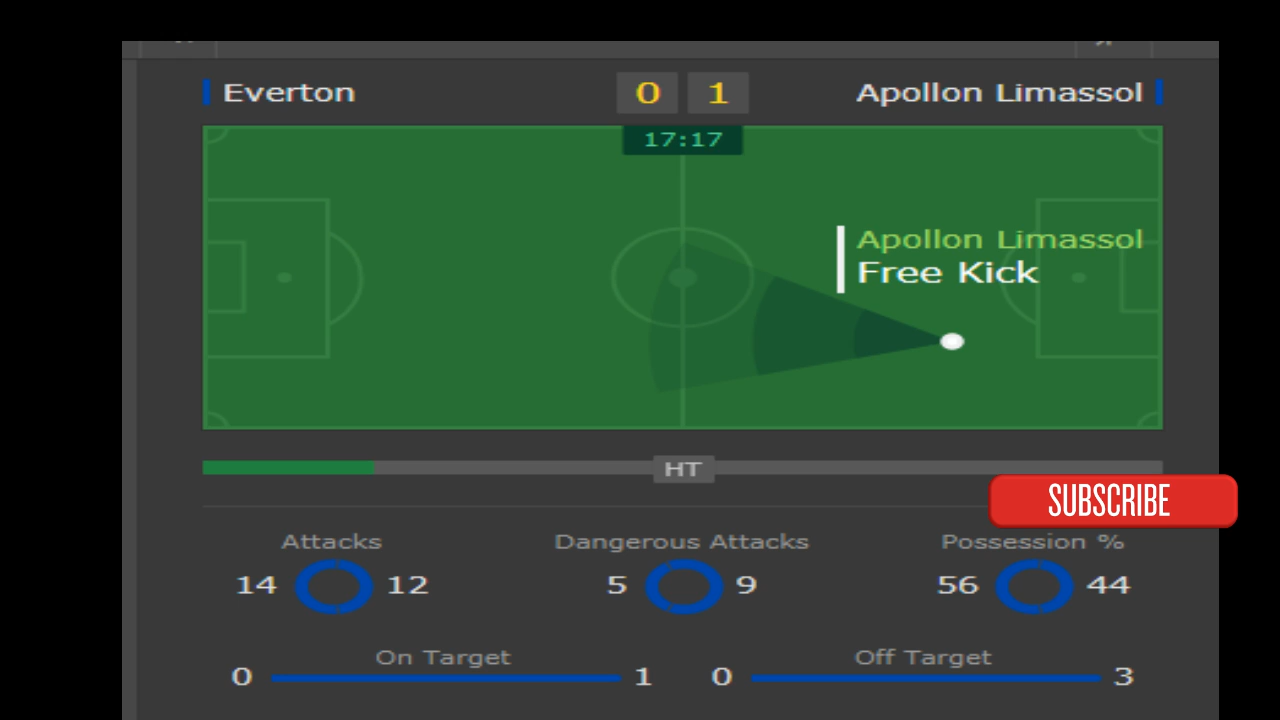 Everton 0 1 Apollon Limassol
17:17
Apollon Limassol
Free Kick
HT
SUBSCRIBE
Attacks Dangerous Attacks Possession %
14 12 5 9 56 44
On Target Off Target
0 1 0 3